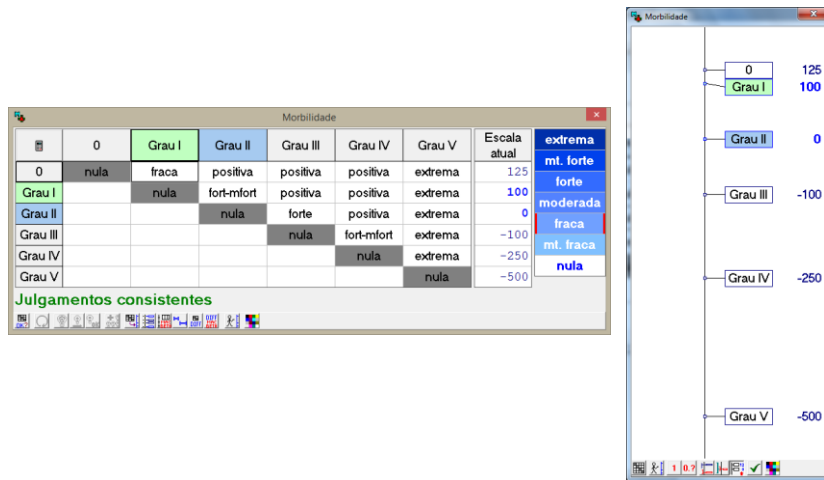 Morbilidade
0 Grau I Grau II Grau III Grau IV Grau V Escala atual
0 nula fraca positiva positiva positiva extrema 125
Grau I nula fort-mfort positiva positiva extrema 100
Grau II nula forte positiva extrema 0
Grau III nula fort-mfort extrema -100
Grau IV nula extrema -250
Grau V nula -500
extrema
mt. forte
forte
moderada
fraca
mt. fraca
nula
Julgamentos consistentes
Morbilidade
0 125
Grau I 100
Grau II 0
Grau III -100
Grau IV -250
Grau V -500
1 0.?